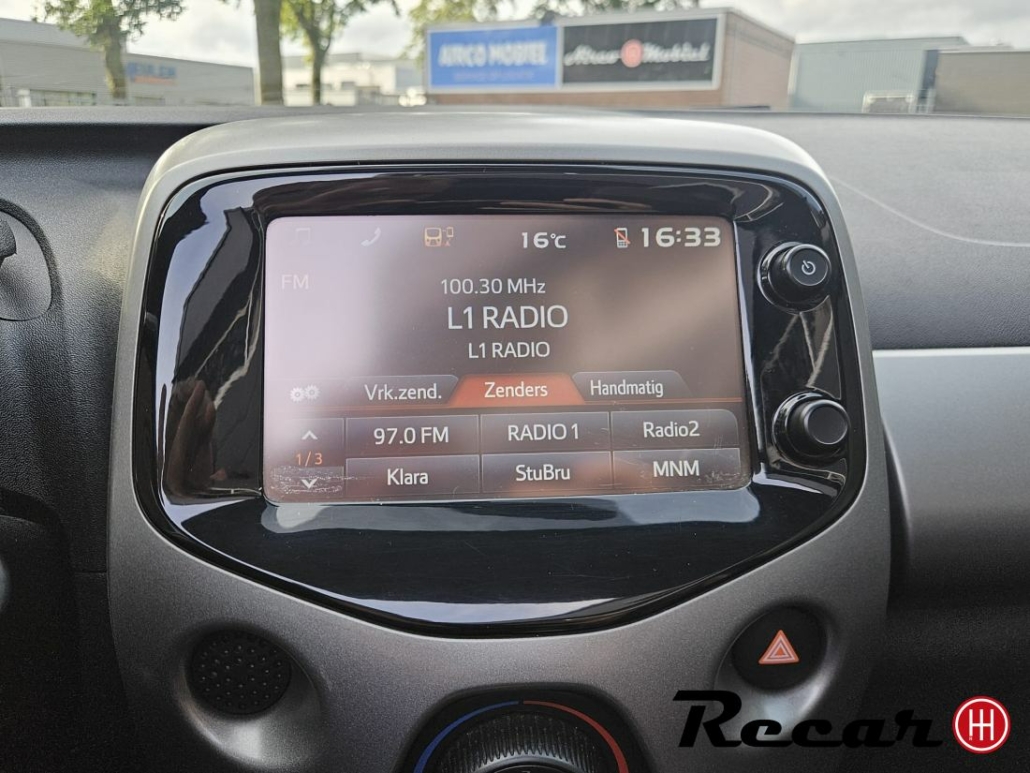 AIRCO MOBIEL
Airco Mobiel
16°C
16:33
FM
100.30 MHz
L1 RADIO
L1 RADIO
Vrk.zend.
Zenders
Handmatig
97.0 FM
RADIO 1
Radio2
1/3
Klara
StuBru
MNM
Recar